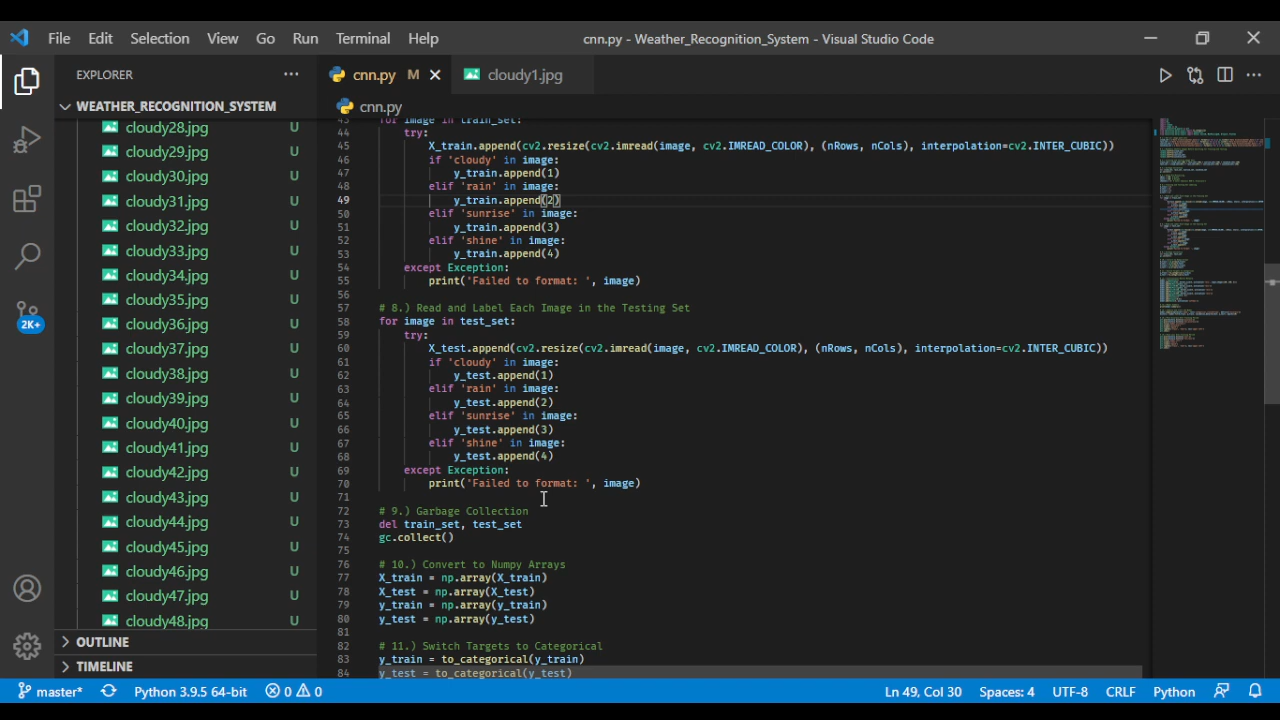 File Edit Selection View Go Run Terminal Help
cnn.py - Weather_Recognition_System - Visual Studio Code
EXPLORER
cnn.py M
cloudy1.jpg
WEATHER_RECOGNITION_SYSTEM
cnn.py
cloudy28.jpg U
cloudy29.jpg U
cloudy30.jpg U
cloudy31.jpg U
cloudy32.jpg U
cloudy33.jpg U
cloudy34.jpg U
cloudy35.jpg U
cloudy36.jpg U
cloudy37.jpg U
cloudy38.jpg U
cloudy39.jpg U
cloudy40.jpg U
cloudy41.jpg U
cloudy42.jpg U
cloudy43.jpg U
cloudy44.jpg U
cloudy45.jpg U
cloudy46.jpg U
cloudy47.jpg U
cloudy48.jpg U
OUTLINE
TIMELINE
2K+
43 for image in train_set:
44 try:
45 X_train.append(cv2.resize(cv2.imread(image, cv2.IMREAD_COLOR), (nRows, nCols), interpolation=cv2.INTER_CUBIC))
46 if 'cloudy' in image:
47 y_train.append(1)
48 elif 'rain' in image:
49 y_train.append(2)
50 elif 'sunrise' in image:
51 y_train.append(3)
52 elif 'shine' in image:
53 y_train.append(4)
54 except Exception:
55 print('Failed to format: ', image)
56
57 # 8.) Read and Label Each Image in the Testing Set
58 for image in test_set:
59 try:
60 X_test.append(cv2.resize(cv2.imread(image, cv2.IMREAD_COLOR), (nRows, nCols), interpolation=cv2.INTER_CUBIC))
61 if 'cloudy' in image:
62 y_test.append(1)
63 elif 'rain' in image:
64 y_test.append(2)
65 elif 'sunrise' in image:
66 y_test.append(3)
67 elif 'shine' in image:
68 y_test.append(4)
69 except Exception:
70 print('Failed to format: ', image)
71
72 # 9.) Garbage Collection
73 del train_set, test_set
74 gc.collect()
75
76 # 10.) Convert to Numpy Arrays
77 X_train = np.array(X_train)
78 X_test = np.array(X_test)
79 y_train = np.array(y_train)
80 y_test = np.array(y_test)
81
82 # 11.) Switch Targets to Categorical
83 y_train = to_categorical(y_train)
84 y_test = to_categorical(y_test)
master* Python 3.9.5 64-bit 0 0 Ln 49, Col 30 Spaces: 4 UTF-8 CRLF Python